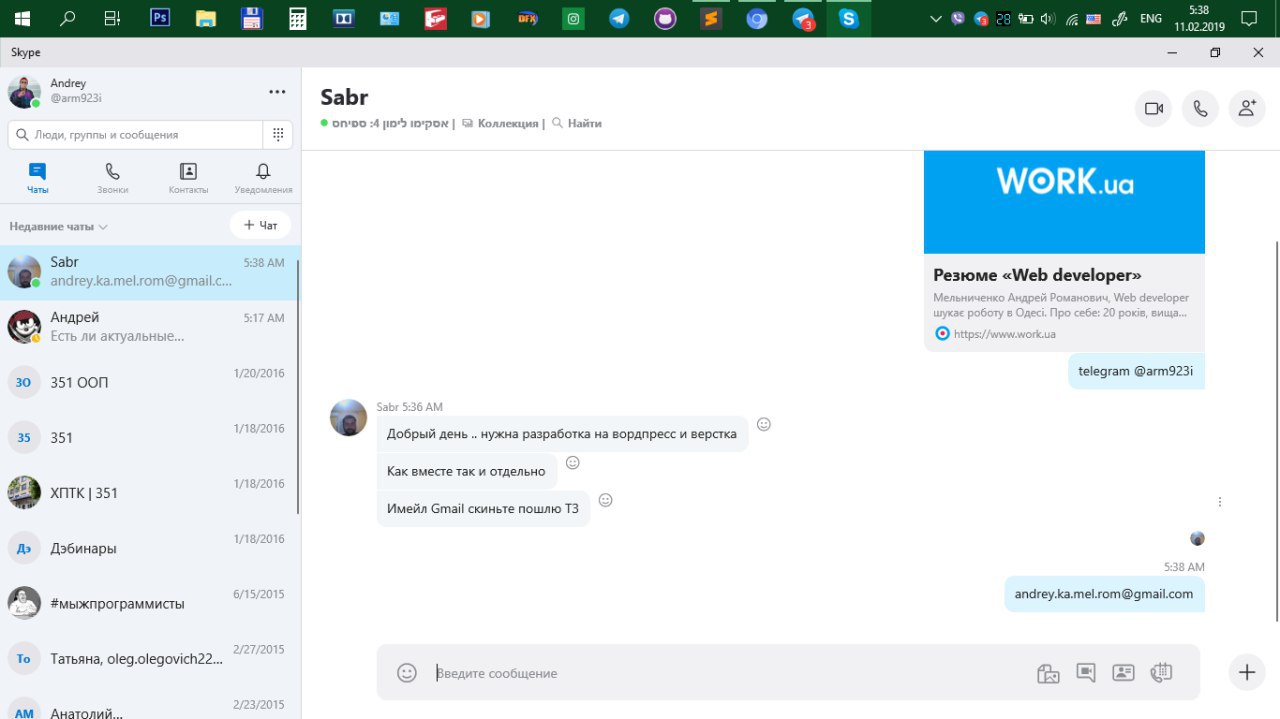 5:38
ENG
11.02.2019
3
28
3
Skype
Andrey
@arm923i
Люди, группы и сообщения
Чаты
Звонки
Контакты
Уведомления
Недавние чаты
+ Чат
Sabr
5:38 AM
andrey.ka.mel.rom@gmail.c...
Андрей
5:17 AM
Есть ли актуальные...
3О
351 ООП
1/20/2016
35
351
1/18/2016
ХПТК | 351
1/18/2016
Дэ
Дэбинары
1/18/2016
#мыжпрограммисты
6/15/2015
То
Татьяна, oleg.olegovich22...
2/27/2015
АМ
Анатолий...
2/23/2015
Sabr
אסקימו לימון 4: ספיחס | Коллекция | Найти
WORK.ua
Резюме «Web developer»
Мельниченко Андрей Романович, Web developer
шукає роботу в Одесі. Про себе: 20 років, вища...
https://www.work.ua
telegram @arm923i
Sabr 5:36 AM
Добрый день .. нужна разработка на вордпресс и верстка
Как вместе так и отдельно
Имейл Gmail скиньте пошлю ТЗ
5:38 AM
andrey.ka.mel.rom@gmail.com
Введите сообщение